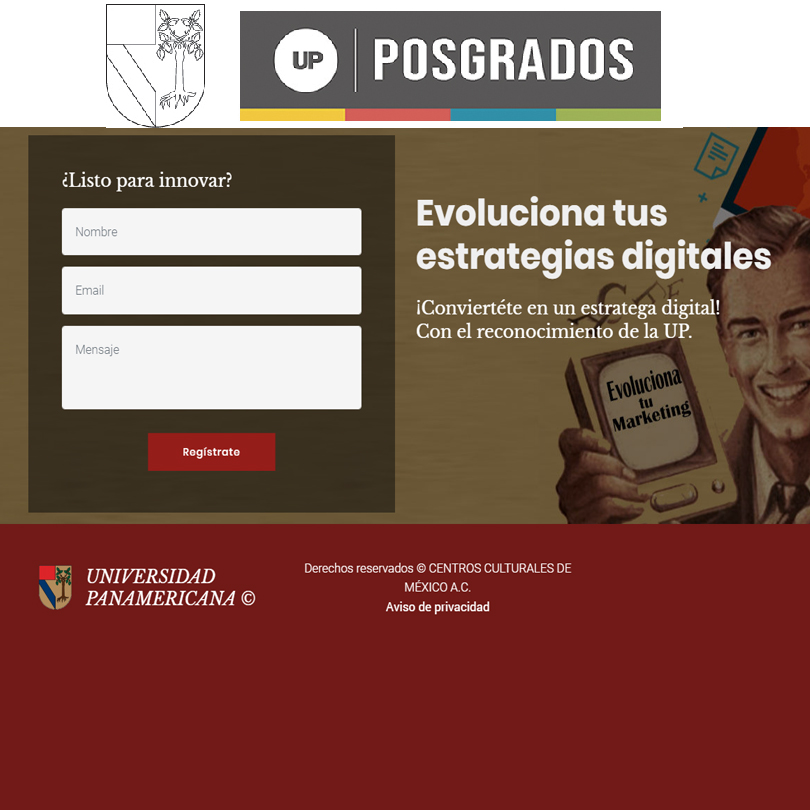 UP POSGRADOS
¿Listo para innovar?
Nombre
Email
Mensaje
Regístrate
Evoluciona tus
estrategias digitales
¡Conviertéte en un estratega digital!
Con el reconocimiento de la UP.
Evoluciona
tu
Marketing
UNIVERSIDAD
PANAMERICANA ©
Derechos reservados © CENTROS CULTURALES DE
MÉXICO A.C.
Aviso de privacidad